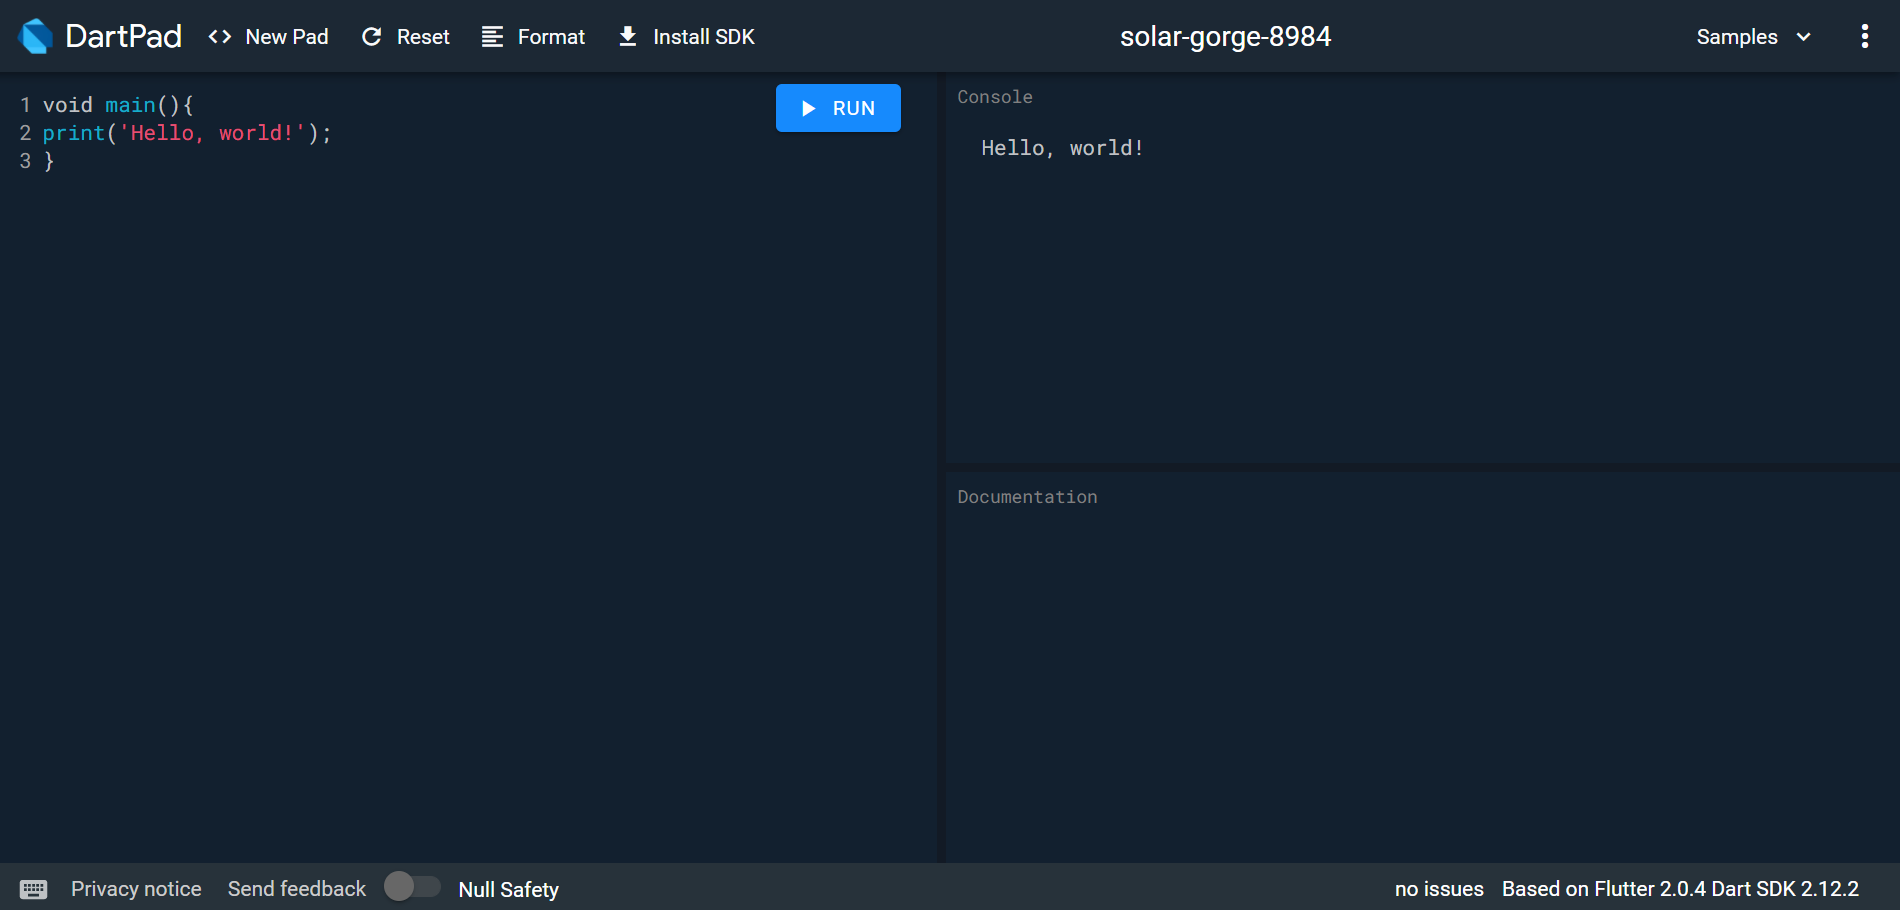 DartPad <> New Pad Reset Format Install SDK solar-gorge-8984 Samples
1 void main(){
2 print('Hello, world!');
3 }
RUN
Console
Hello, world!
Documentation
Privacy notice Send feedback Null Safety no issues Based on Flutter 2.0.4 Dart SDK 2.12.2